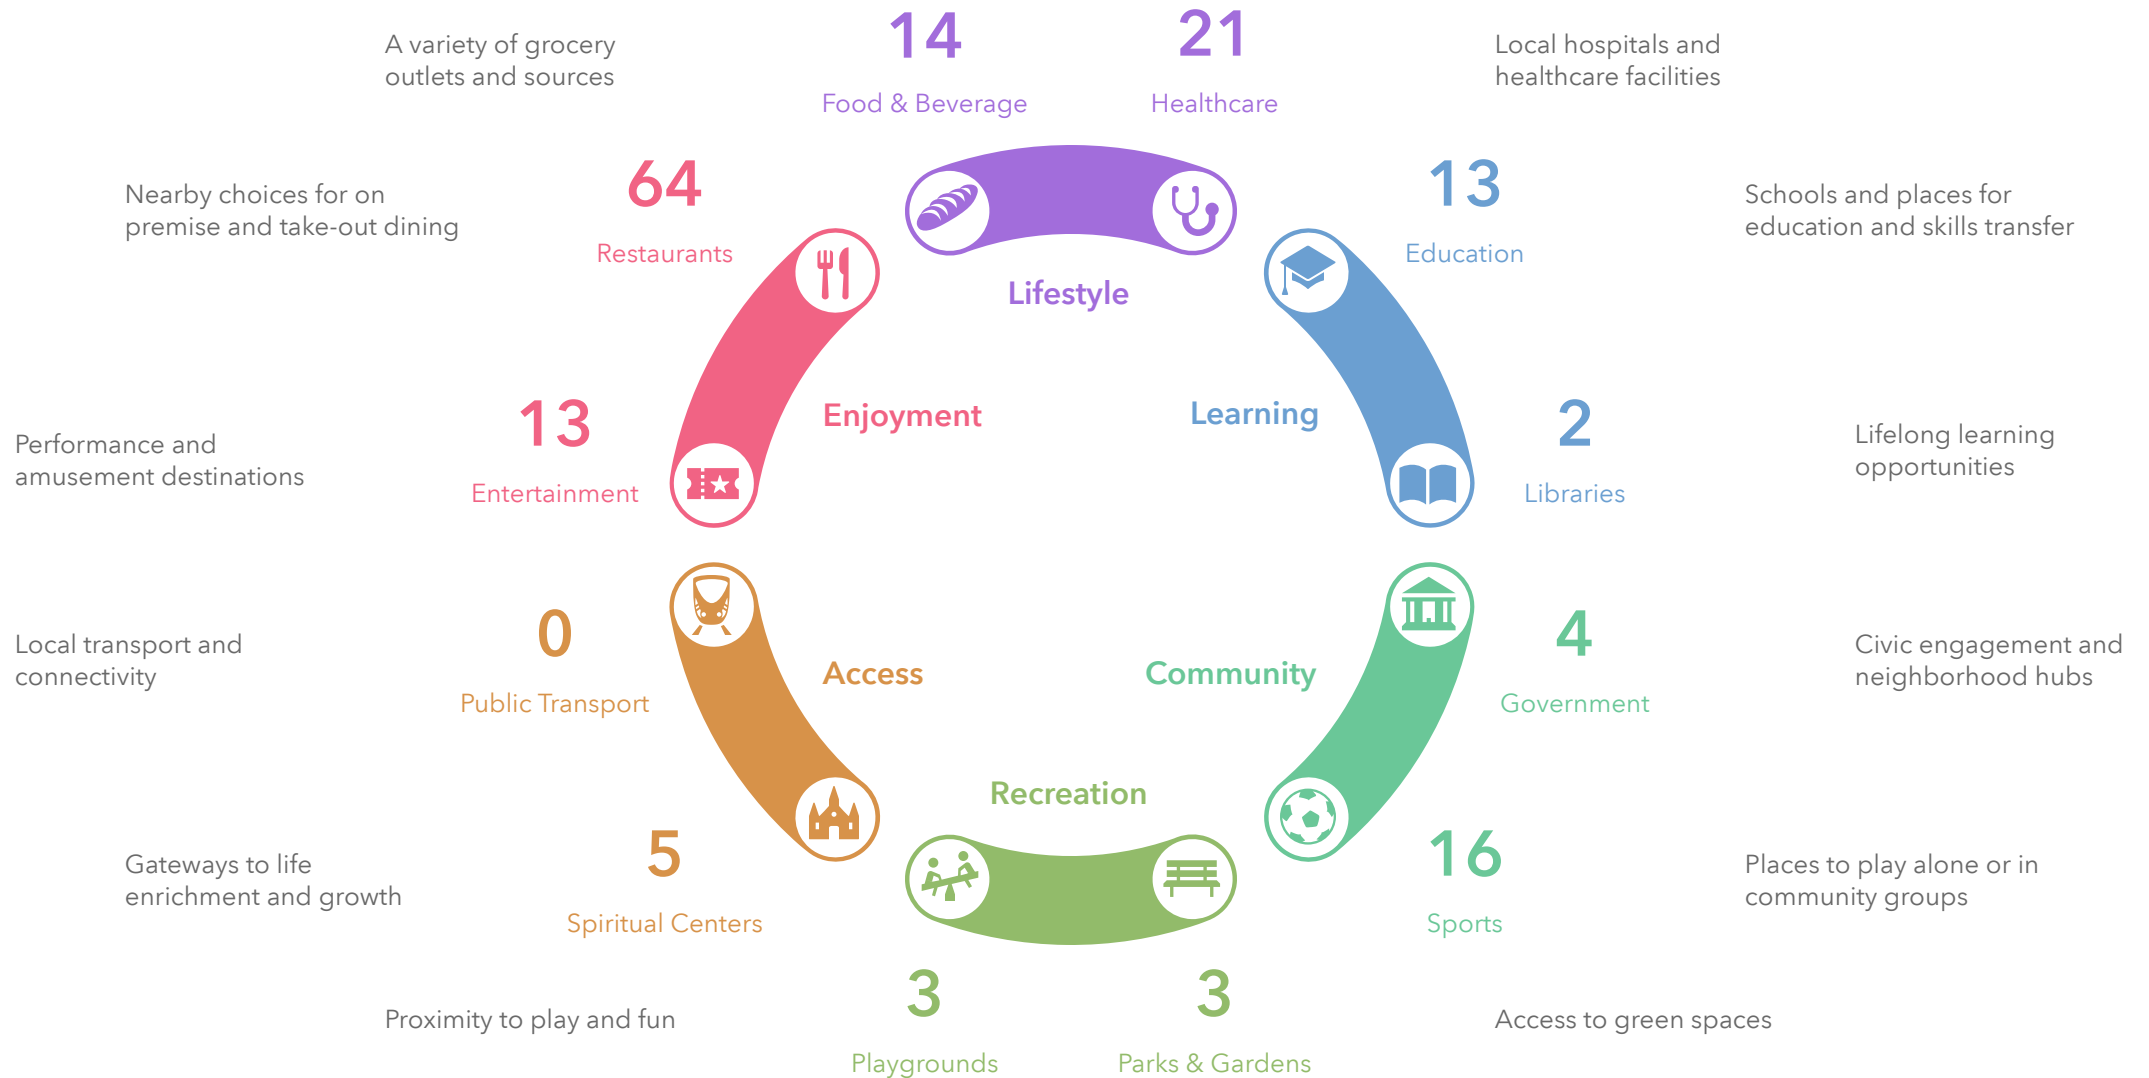 14
Food & Beverage
A variety of grocery
outlets and sources
21
Healthcare
Local hospitals and
healthcare facilities
Lifestyle
64
Restaurants
Nearby choices for on
premise and take-out dining
13
Education
Schools and places for
education and skills transfer
Enjoyment
Learning
13
Entertainment
Performance and
amusement destinations
2
Libraries
Lifelong learning
opportunities
0
Public Transport
Local transport and
connectivity
Access
Community
4
Government
Civic engagement and
neighborhood hubs
5
Spiritual Centers
Gateways to life
enrichment and growth
Recreation
16
Sports
Places to play alone or in
community groups
3
Playgrounds
Proximity to play and fun
3
Parks & Gardens
Access to green spaces